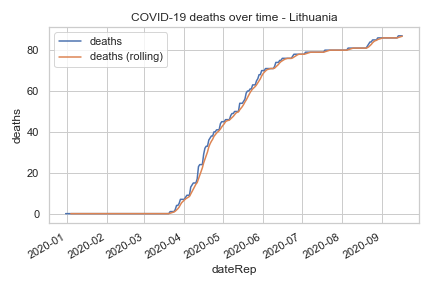 COVID-19 deaths over time - Lithuania
deaths
deaths (rolling)
80
60
40
20
0
deaths
2020-01
2020-02
2020-03
2020-04
2020-05
2020-06
2020-07
2020-08
2020-09
dateRep